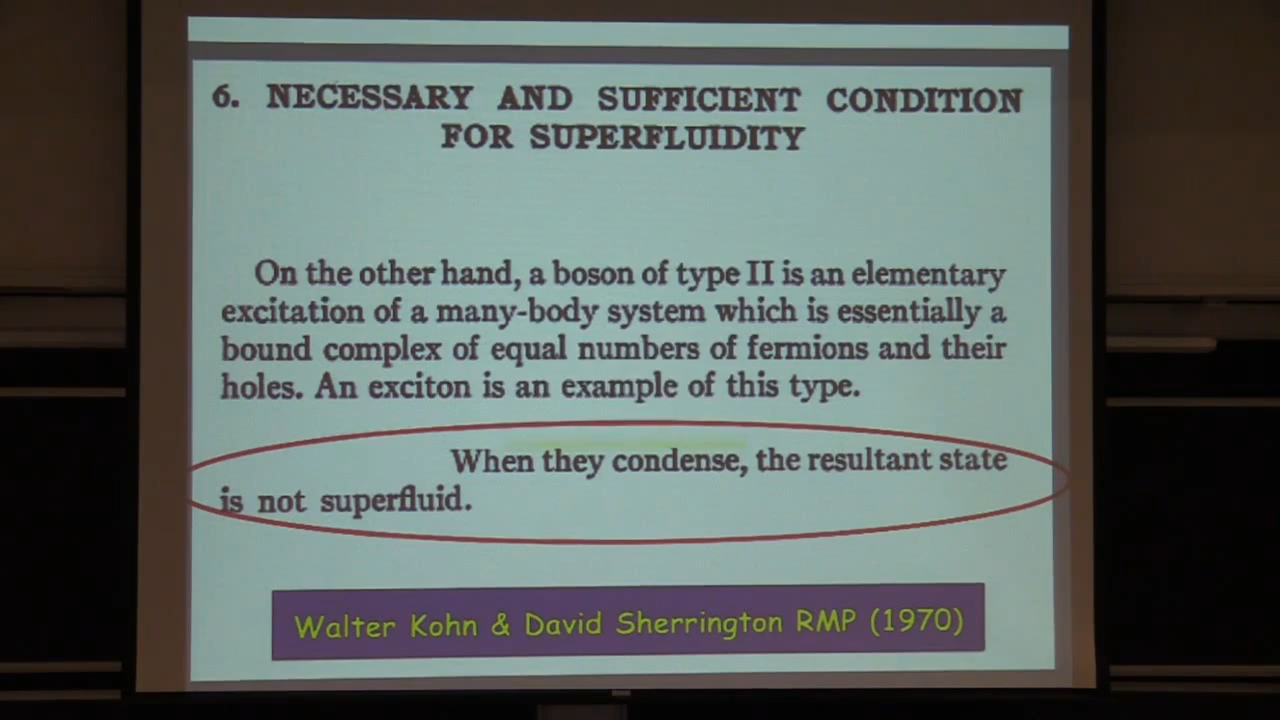 6. NECESSARY AND SUFFICIENT CONDITION
FOR SUPERFLUIDITY
On the other hand, a boson of type II is an elementary
excitation of a many-body system which is essentially a
bound complex of equal numbers of fermions and their
holes. An exciton is an example of this type.
When they condense, the resultant state
is not superfluid.
Walter Kohn & David Sherrington RMP (1970)